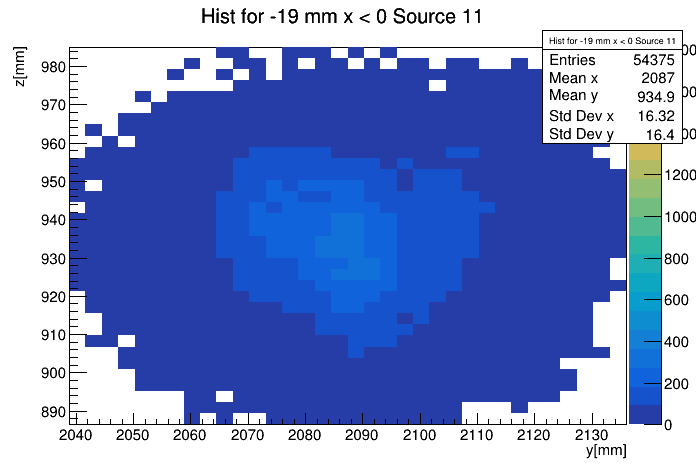 Hist for -19 mm x < 0 Source 11
Hist for -19 mm x < 0 Source 11
Entries 54375
Mean x 2087
Mean y 934.9
Std Dev x 16.32
Std Dev y 16.4
z[mm]
980
970
960
950
940
930
920
910
900
890
2040 2050 2060 2070 2080 2090 2100 2110 2120 2130
y[mm]
1200
1000
800
600
400
200
0